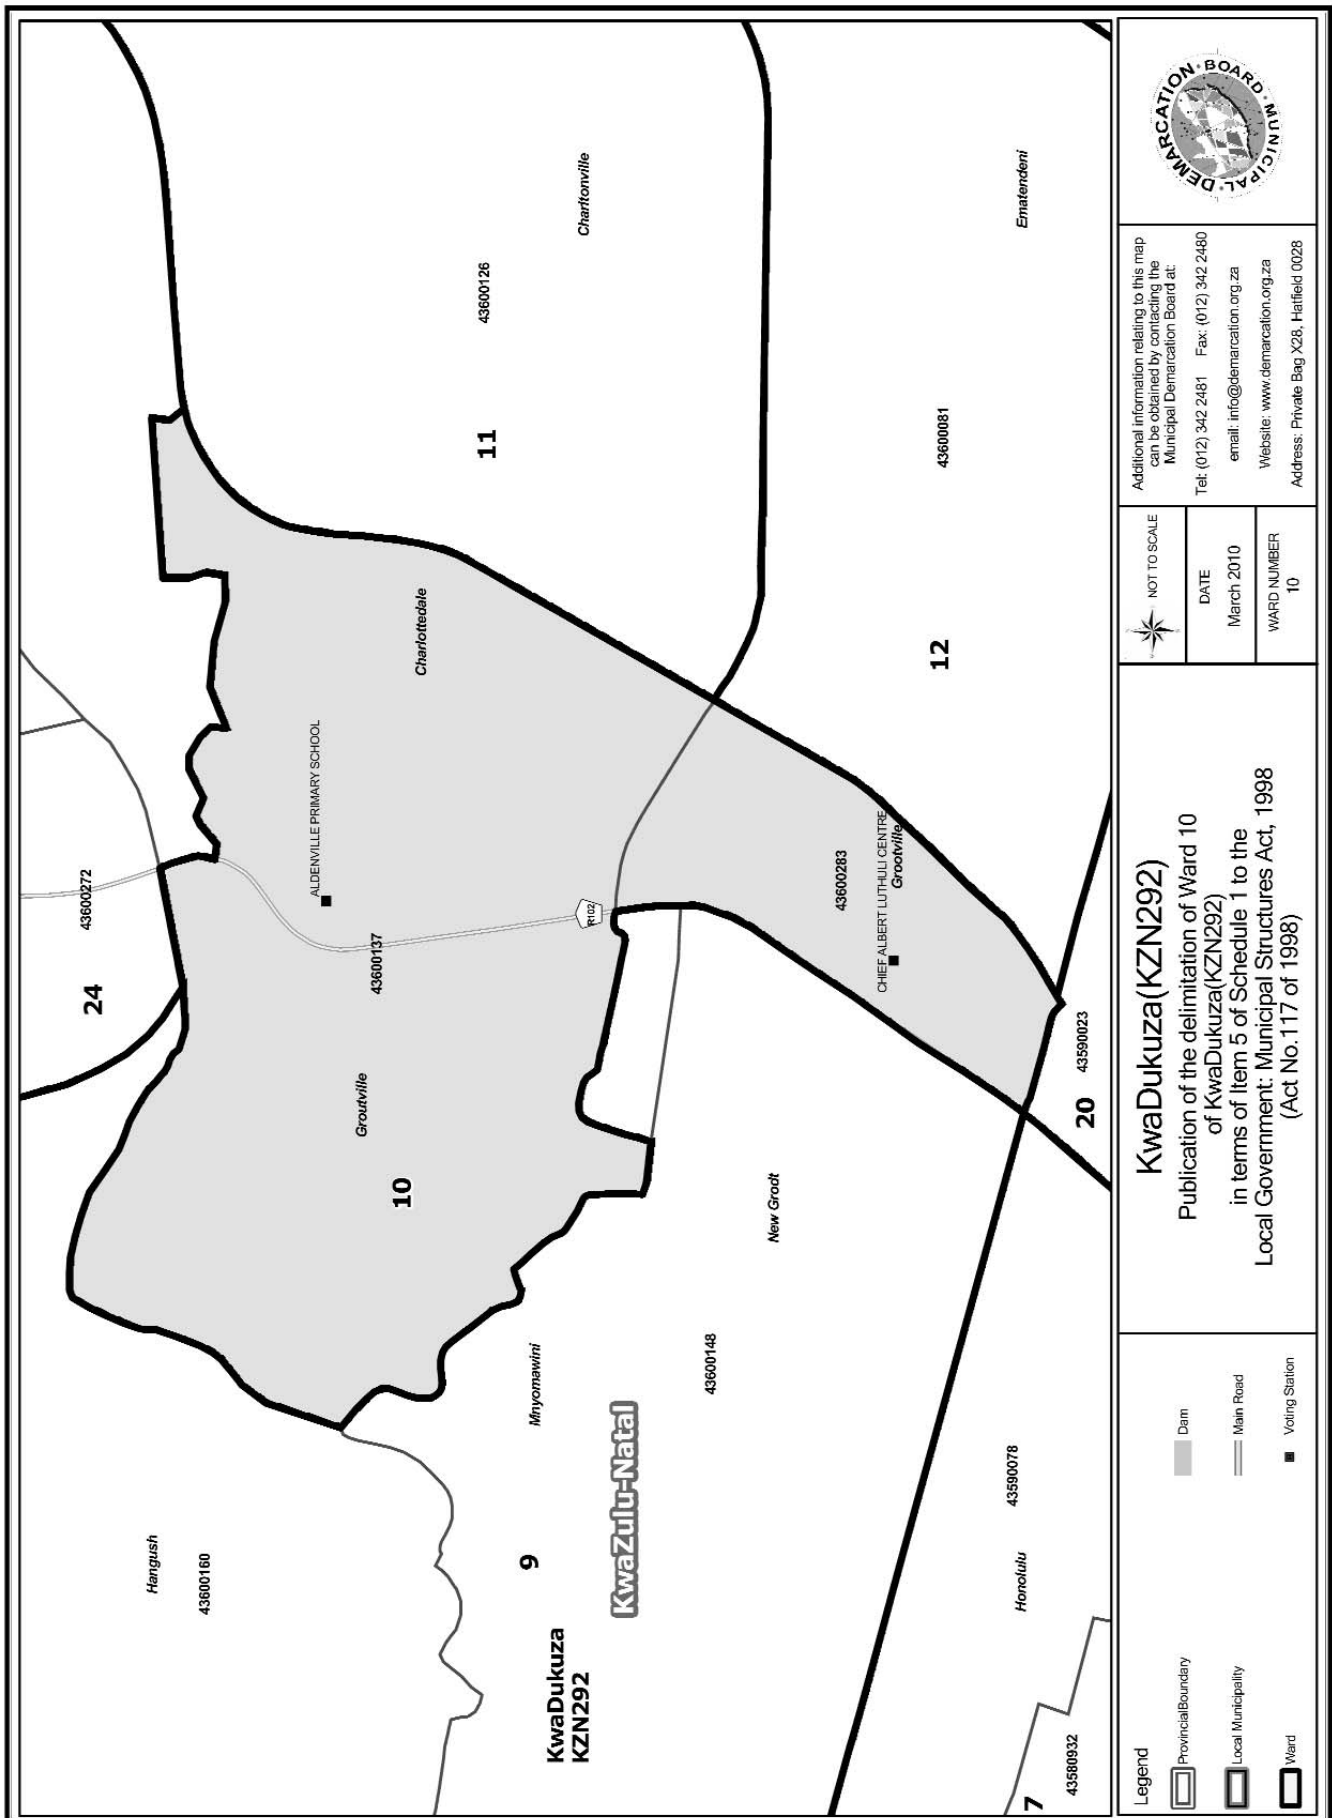 Hangush
43600160
24
43600272
43600137
ALDENVILLE PRIMARY SCHOOL
Charlottedale
Groutville
10
R102
11
43600126
Charltonville
9
KwaDukuza
KZN292
Mnyomawini
KwaZulu-Natal
43600148
New Grodt
43600283
CHIEF ALBERT LUTHULI CENTRE
Grootville
12
43600081
Ematendeni
43590078
Honolulu
7
43580932
20
43590023
Legend
ProvincialBoundary
Local Municipality
Ward
Dam
Main Road
Voting Station
KwaDukuza(KZN292)
Publication of the delimitation of Ward 10
of KwaDukuza(KZN292)
in terms of Item 5 of Schedule 1 to the
Local Government: Municipal Structures Act, 1998
(Act No.117 of 1998)
NOT TO SCALE
DATE
March 2010
WARD NUMBER
10
Additional information relating to this map
can be obtained by contacting the
Municipal Demarcation Board at:
Tel: (012) 342 2481 Fax: (012) 342 2480
email: info@demarcation.org.za
Website: www.demarcation.org.za
Address: Private Bag X28, Hatfield 0028
MUNICIPAL • DEMARCATION • BOARD •